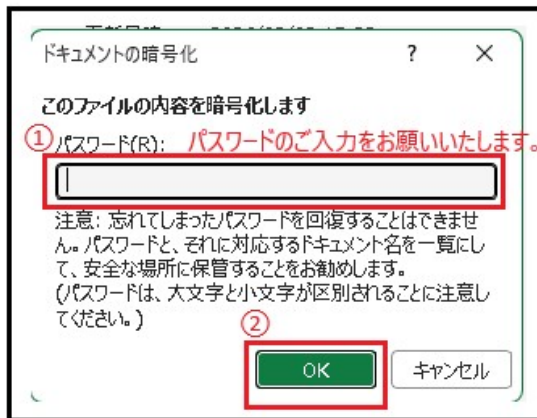 ドキュメントの暗号化 ? ×
このファイルの内容を暗号化します
① パスワード(R): パスワードのご入力をお願いいたします。
注意: 忘れてしまったパスワードを回復することはできませ
ん。パスワードと、それに対応するドキュメント名を一覧にし
て、安全な場所に保管することをお勧めします。
(パスワードは、大文字と小文字が区別されることに注意し
てください。)
②
OK キャンセル